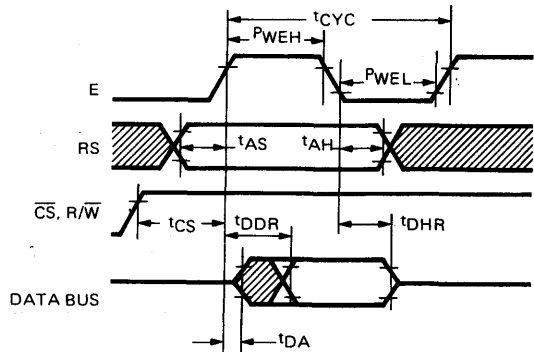 tCYC
PWEH
E
PWEL
RS
tAS
tAH
CS, R/W
tCS
tDDR
tDHR
DATA BUS
tDA